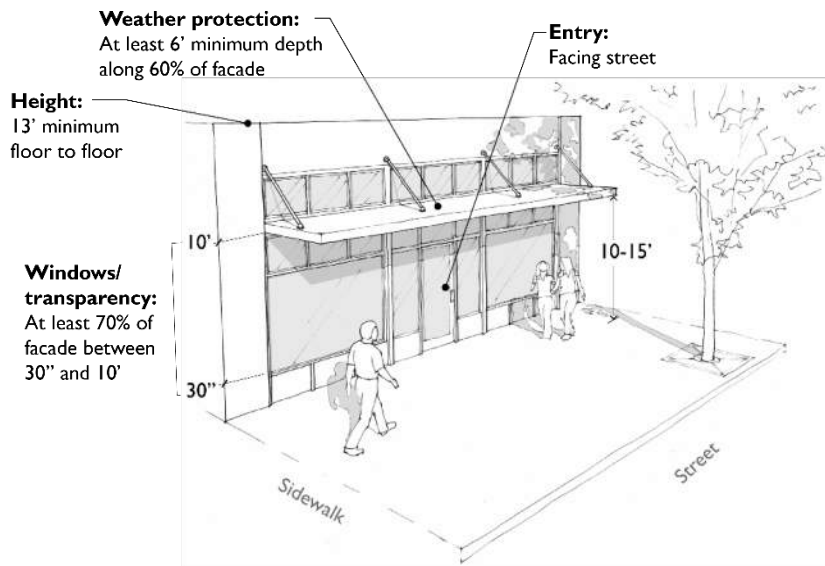 Weather protection:
At least 6’ minimum depth
along 60% of facade
Entry:
Facing street
Height:
13’ minimum
floor to floor
10’
10-15’
Windows/
transparency:
At least 70% of
facade between
30” and 10’
30”
Sidewalk
Street